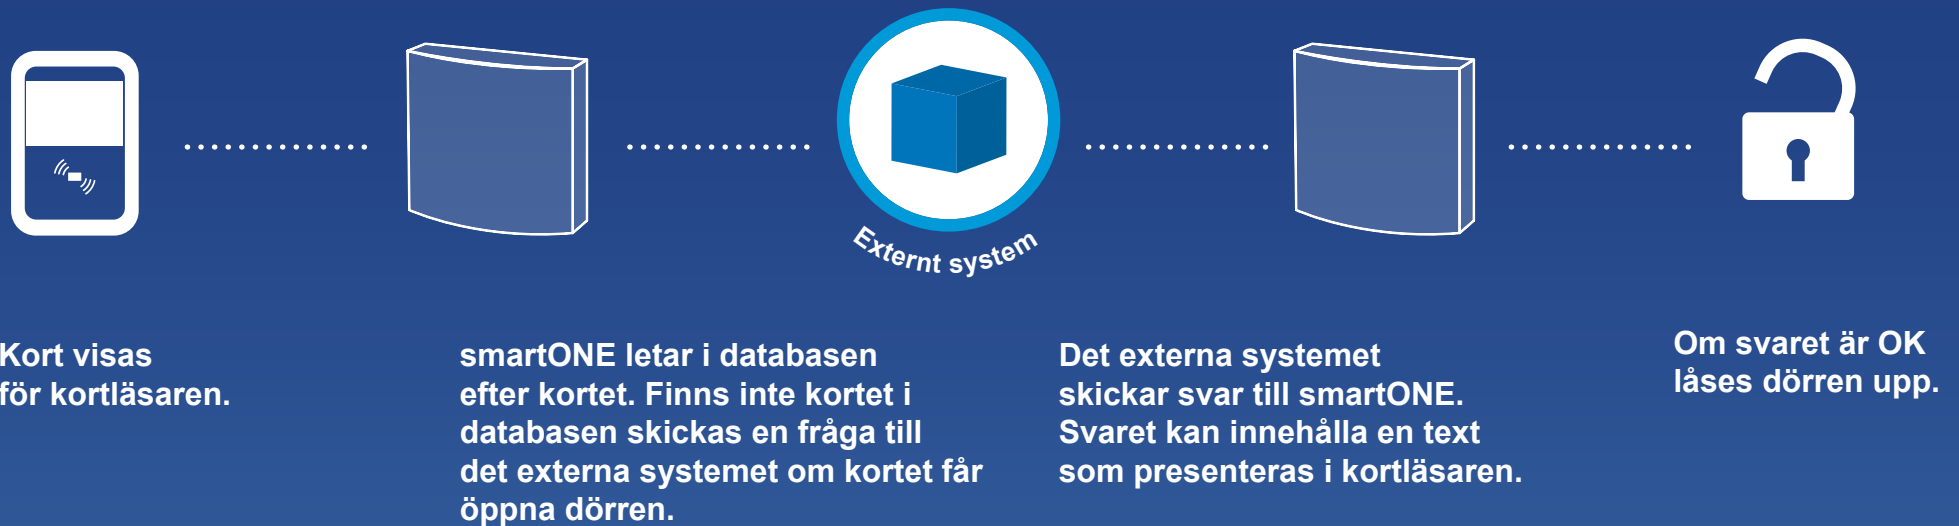 Externt system
Kort visas
för kortläsaren.
smartONE letar i databasen
efter kortet. Finns inte kortet i
databasen skickas en fråga till
det externa systemet om kortet får
öppna dörren.
Det externa systemet
skickar svar till smartONE.
Svaret kan innehålla en text
som presenteras i kortläsaren.
Om svaret är OK
låses dörren upp.